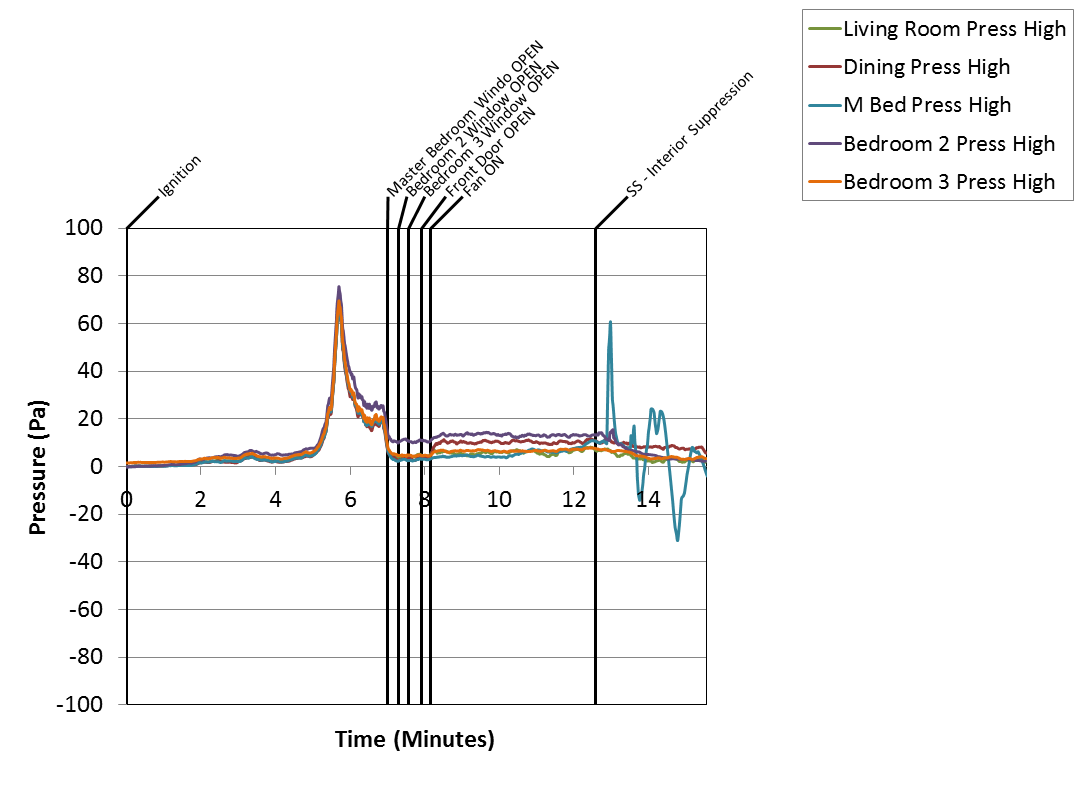 Living Room Press High
Dining Press High
M Bed Press High
Bedroom 2 Press High
Bedroom 3 Press High
Ignition
Master Bedroom Windo OPEN
Bedroom 2 Window OPEN
Bedroom 3 Window OPEN
Front Door OPEN
Fan ON
SS - Interior Suppression
100
80
60
40
20
0
-20
-40
-60
-80
-100
0 2 4 6 8 10 12 14
Pressure (Pa)
Time (Minutes)